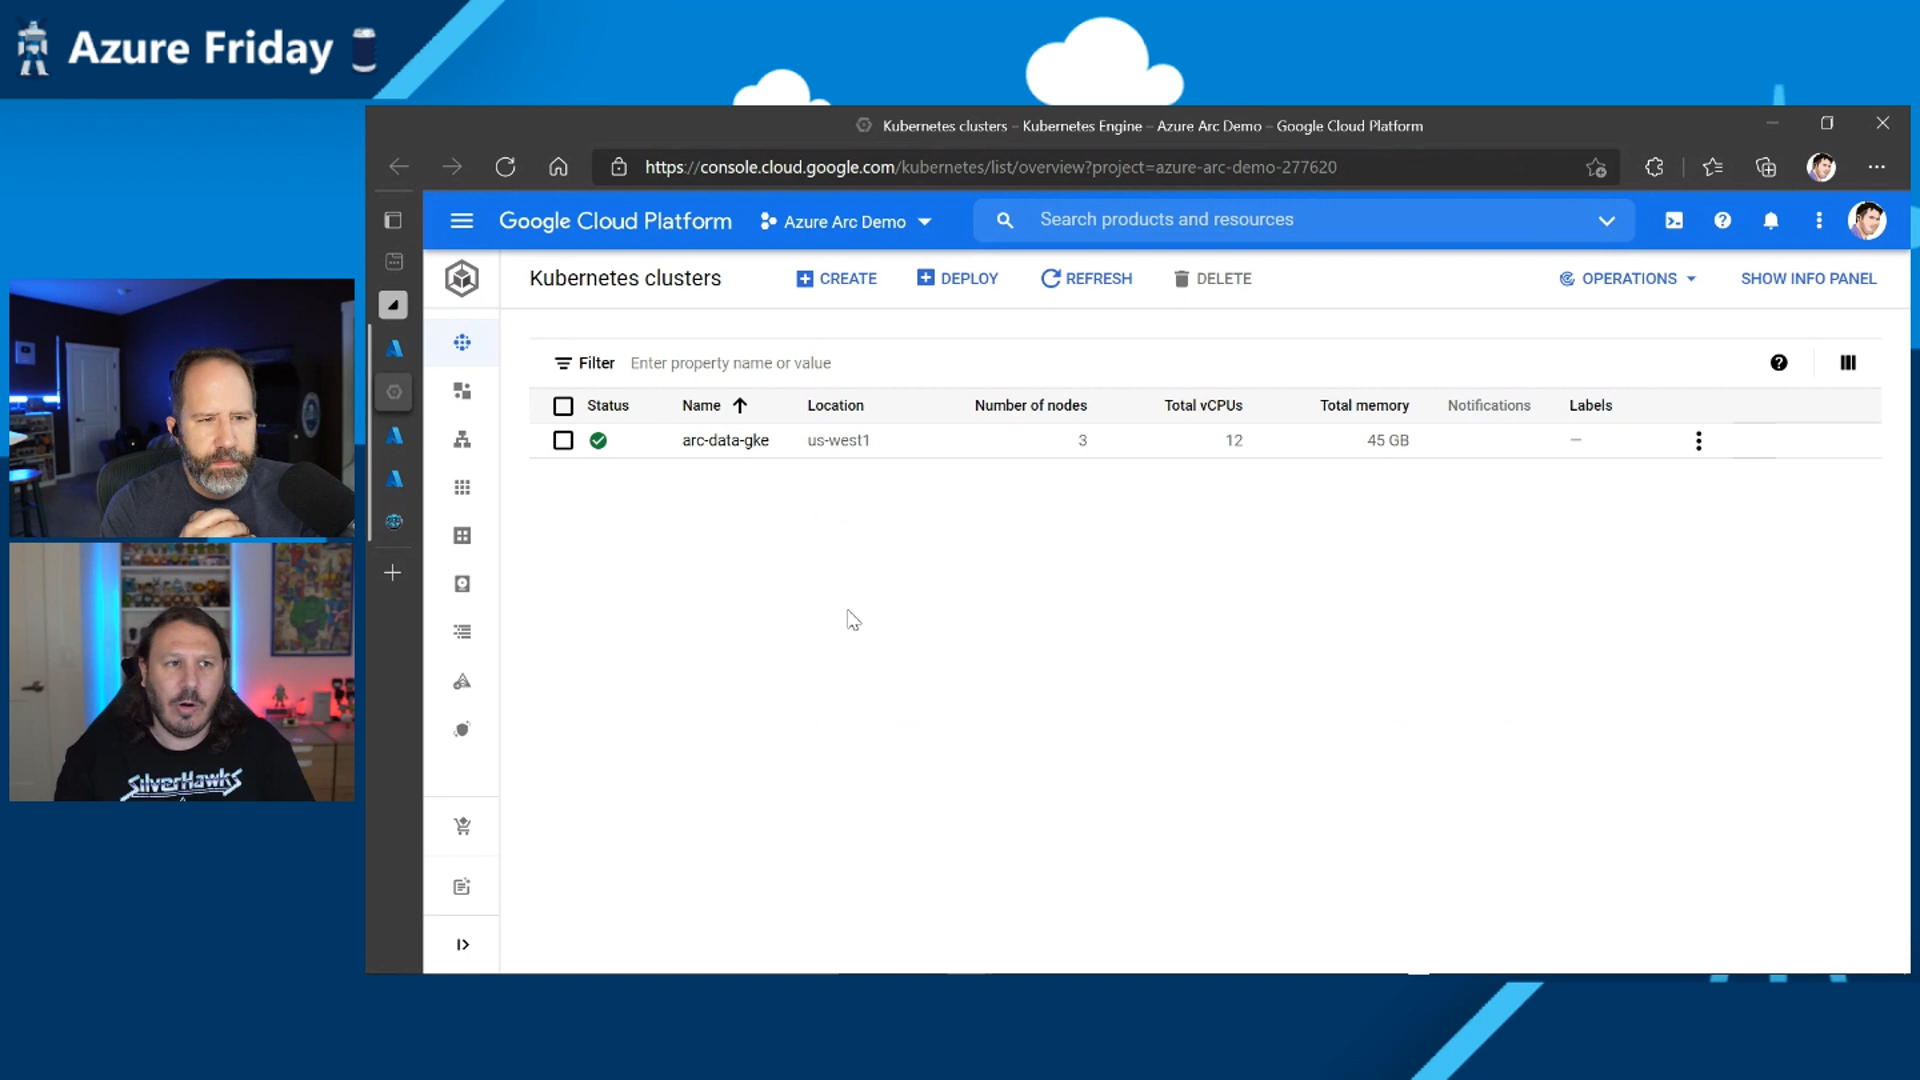 Azure Friday
Kubernetes clusters – Kubernetes Engine – Azure Arc Demo – Google Cloud Platform
https://console.cloud.google.com/kubernetes/list/overview?project=azure-arc-demo-277620
Google Cloud Platform
Azure Arc Demo
Search products and resources
Kubernetes clusters
CREATE
DEPLOY
REFRESH
DELETE
OPERATIONS
SHOW INFO PANEL
Filter
Enter property name or value
Status Name Location Number of nodes Total vCPUs Total memory Notifications Labels
arc-data-gke us-west1 3 12 45 GB —
SilverHawks